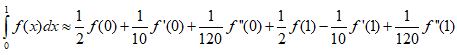 ∫₀¹ f(x)dx ≈ 1/2 f(0) + 1/10 f'(0) + 1/120 f"(0) + 1/2 f(1) − 1/10 f'(1) + 1/120 f"(1)